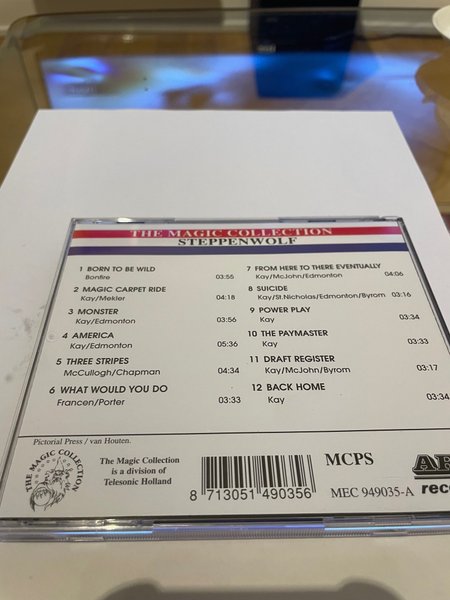 THE MAGIC COLLECTION
STEPPENWOLF
1 BORN TO BE WILD
Bonfire 03:55
2 MAGIC CARPET RIDE
Kay/Mekler 04:18
3 MONSTER
Kay/Edmonton 03:56
4 AMERICA
Kay/Edmonton 05:36
5 THREE STRIPES
McCullogh/Chapman 04:34
6 WHAT WOULD YOU DO
Francen/Porter 03:33
7 FROM HERE TO THERE EVENTUALLY
Kay/McJohn/Edmonton 04:06
8 SUICIDE
Kay/St.Nicholas/Edmonton/Byrom 03:16
9 POWER PLAY
Kay 03:34
10 THE PAYMASTER
Kay 03:33
11 DRAFT REGISTER
Kay/McJohn/Byrom 03:17
12 BACK HOME
Kay 03:34
Pictorial Press / van Houten.
THE MAGIC COLLECTION
The Magic Collection
is a division of
Telesonic Holland
8 713051 490356
MCPS
MEC 949035-A